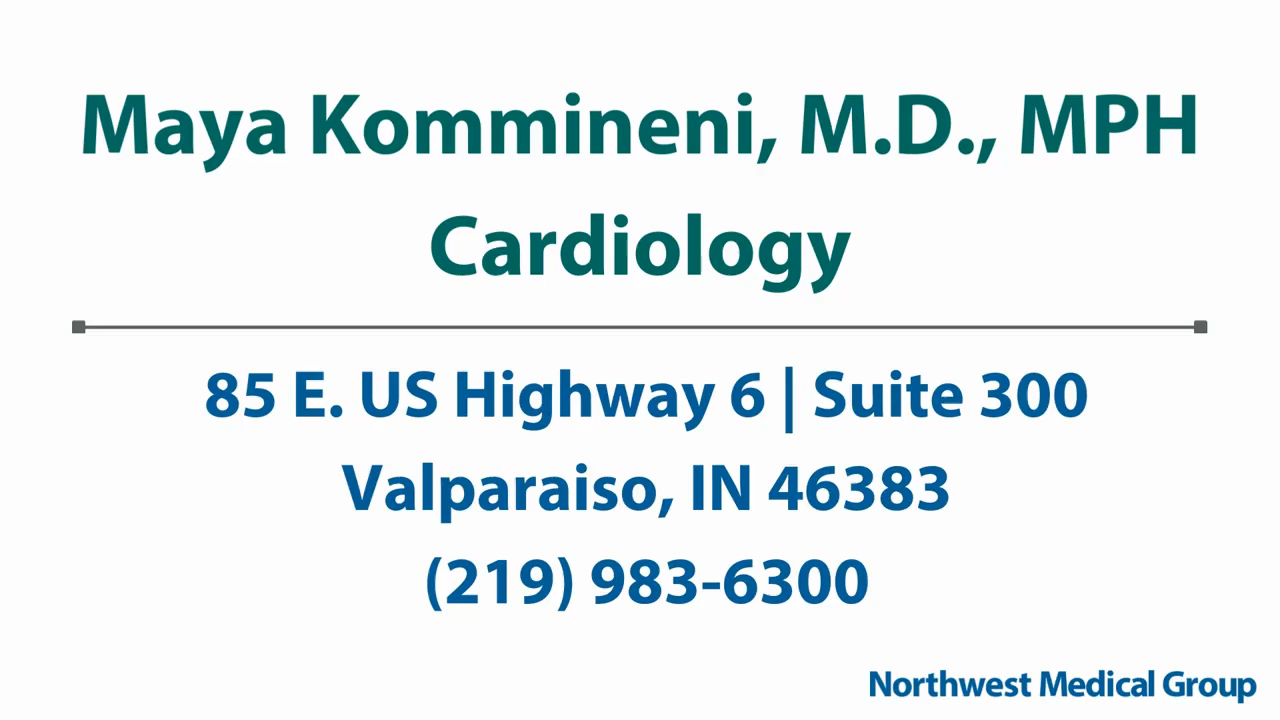 Maya Kommineni, M.D., MPH
Cardiology
85 E. US Highway 6 | Suite 300
Valparaiso, IN 46383
(219) 983-6300
Northwest Medical Group